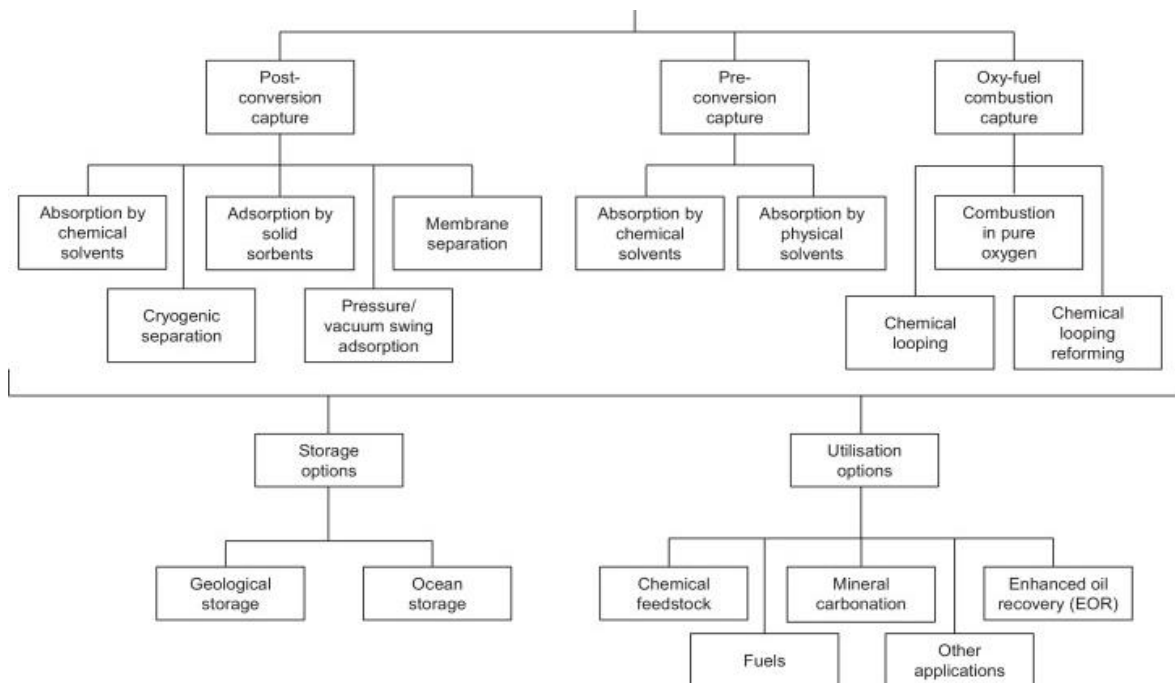 Post-
conversion
capture
Pre-
conversion
capture
Oxy-fuel
combustion
capture
Absorption by
chemical
solvents
Adsorption by
solid
sorbents
Membrane
separation
Absorption by
chemical
solvents
Absorption by
physical
solvents
Combustion
in pure
oxygen
Cryogenic
separation
Pressure/
vacuum swing
adsorption
Chemical
looping
Chemical
looping
reforming
Storage
options
Utilisation
options
Geological
storage
Ocean
storage
Chemical
feedstock
Mineral
carbonation
Enhanced oil
recovery (EOR)
Fuels
Other
applications